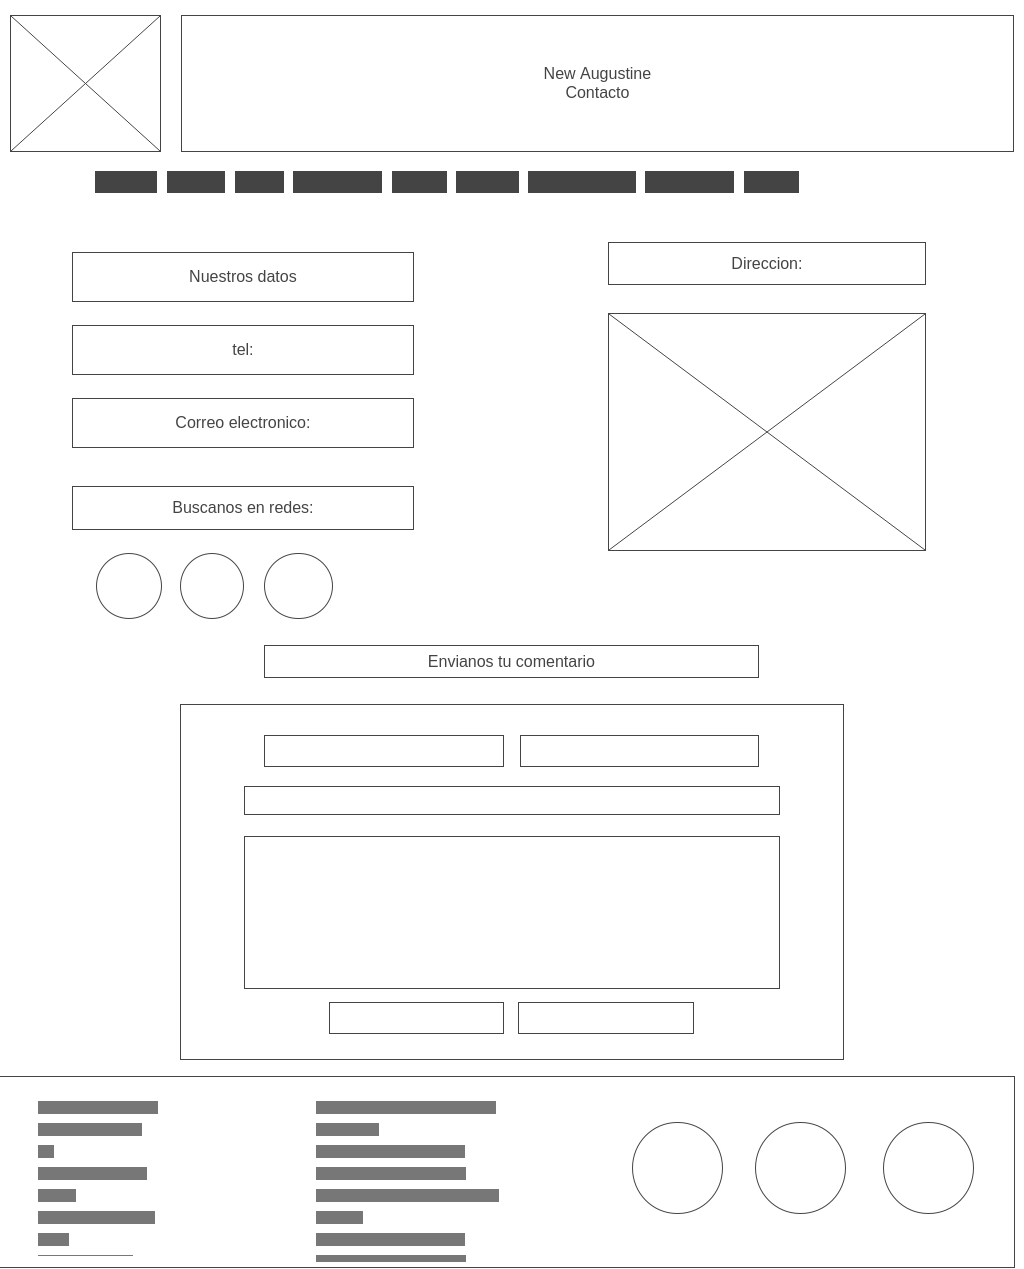 New Augustine
Contacto
Nuestros datos
Direccion:
tel:
Correo electronico:
Buscanos en redes:
Envianos tu comentario